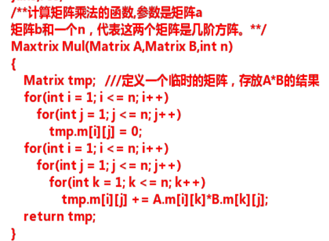 /**计算矩阵乘法的函数,参数是矩阵a
矩阵b和一个n，代表这两个矩阵是几阶方阵。**/
Maxtrix Mul(Matrix A,Matrix B,int n)
{
Matrix tmp; ///定义一个临时的矩阵，存放A*B的结果
for(int i = 1; i <= n; i++)
for(int j = 1; j <= n; j++)
tmp.m[i][j] = 0;
for(int i = 1; i <= n; i++)
for(int j = 1; j <= n; j++)
for(int k = 1; k <= n; k++)
tmp.m[i][j] += A.m[i][k]*B.m[k][j];
return tmp;
}